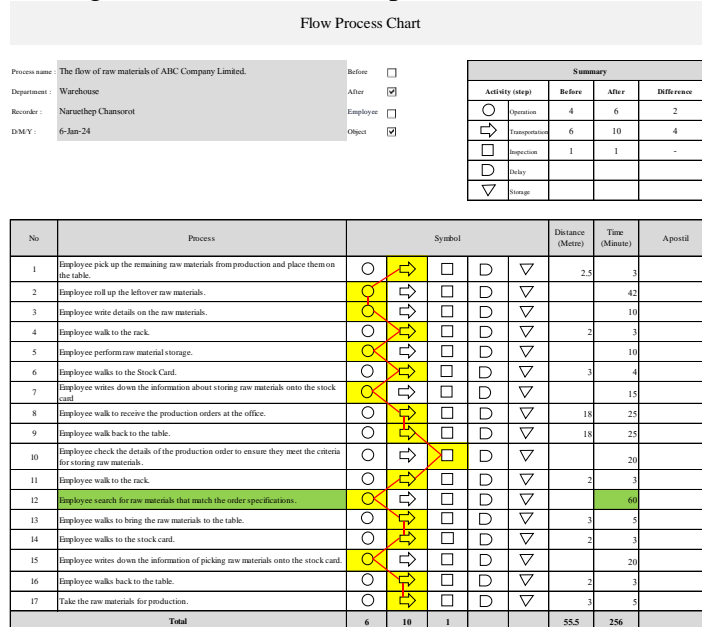 Flow Process Chart
Process name : The flow of raw materials of ABC Company Limited. Before
Department : Warehouse After
Recorder : Naruethep Chansorot Employee
D/M/Y : 6-Jan-24 Object
Summary
Activity (step) Before After Difference
Operation 4 6 2
Transportation 6 10 4
Inspection 1 1 -
Delay
Storage
No Process Symbol Distance (Metre) Time (Minute) Apostil
1 Employee pick up the remaining raw materials from production and place them on
the table. 2.5 3
2 Employee roll up the leftover raw materials. 42
3 Employee write details on the raw materials. 10
4 Employee walk to the rack. 2 3
5 Employee perform raw material storage. 10
6 Employee walks to the Stock Card. 3 4
7 Employee writes down the information about storing raw materials onto the stock
card 15
8 Employee walk to receive the production orders at the office. 18 25
9 Employee walk back to the table. 18 25
10 Employee check the details of the production order to ensure they meet the criteria
for storing raw materials. 20
11 Employee walk to the rack. 2 3
12 Employee search for raw materials that match the order specifications. 60
13 Employee walks to bring the raw materials to the table. 3 5
14 Employee walks to the stock card. 2 3
15 Employee writes down the information of picking raw materials onto the stock card. 20
16 Employee walks back to the table. 2 3
17 Take the raw materials for production. 3 5
Total 6 10 1 55.5 256